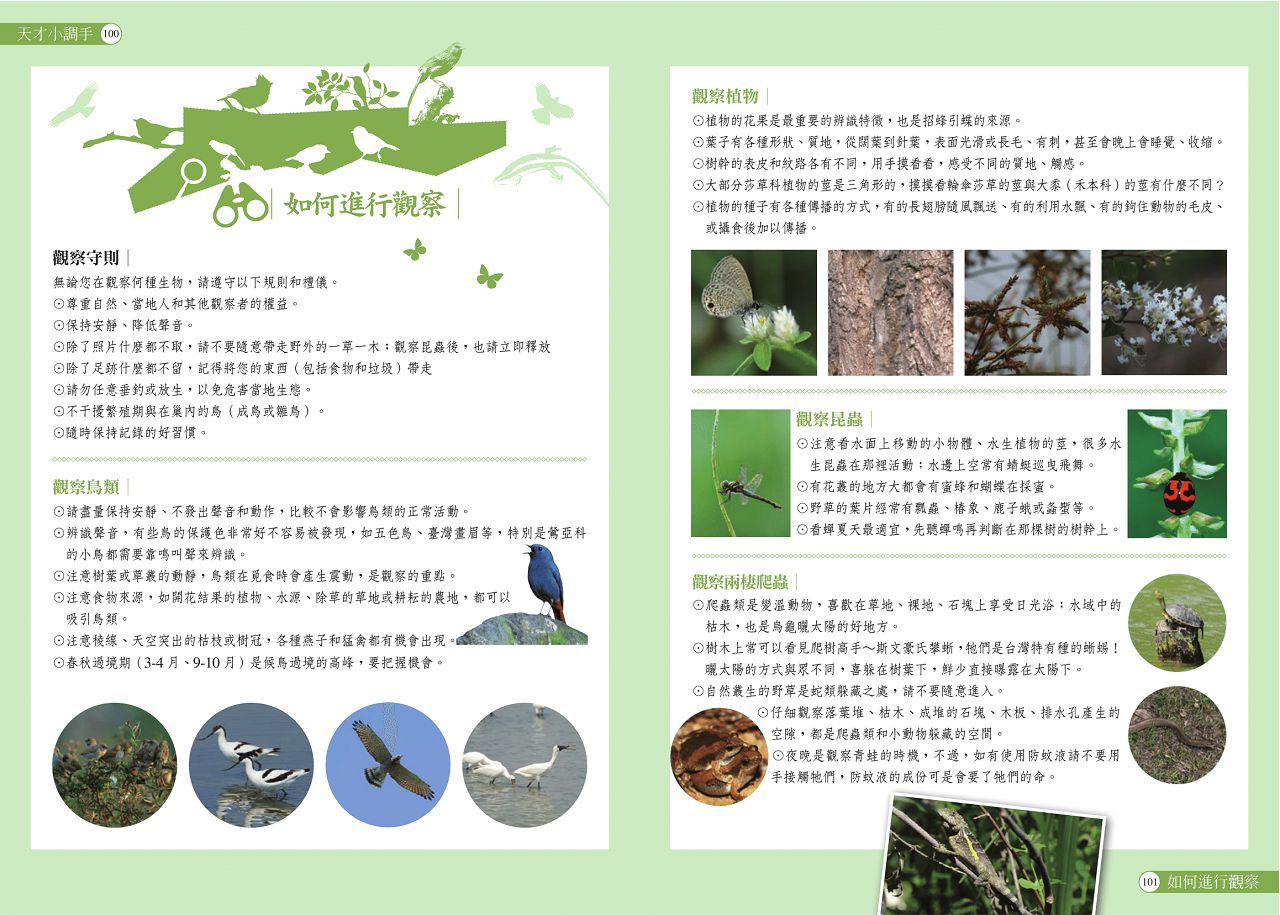 天才小調手 100
如何進行觀察
觀察守則
無論您在觀察何種生物，請遵守以下規則和禮儀。
⊙尊重自然、當地人和其他觀察者的權益。
⊙保持安靜、降低聲音。
⊙除了照片什麼都不取，請不要隨意帶走野外的一草一木；觀察昆蟲後，也請立即釋放
⊙除了足跡什麼都不留，記得將您的東西（包括食物和垃圾）帶走
⊙請勿任意垂釣或放生，以免危害當地生態。
⊙不干擾繁殖期與在巢內的鳥（成鳥或雛鳥）。
⊙隨時保持記錄的好習慣。
觀察鳥類
⊙請盡量保持安靜、不發出聲音和動作，比較不會影響鳥類的正常活動。
⊙辨識聲音，有些鳥的保護色非常好不容易被發現，如五色鳥、臺灣畫眉等，特別是鶯亞科
的小鳥都需要靠鳴叫聲來辨識。
⊙注意樹葉或草叢的動靜，鳥類在覓食時會產生震動，是觀察的重點。
⊙注意食物來源，如開花結果的植物、水源、除草的草地或耕耘的農地，都可以
吸引鳥類。
⊙注意稜線、天空突出的枯枝或樹冠，各種燕子和猛禽都有機會出現。
⊙春秋過境期（3-4月、9-10月）是候鳥過境的高峰，要把握機會。
觀察植物
⊙植物的花果是最重要的辨識特徵，也是招蜂引蝶的來源。
⊙葉子有各種形狀、質地，從闊葉到針葉，表面光滑或長毛、有刺，甚至會晚上會睡覺、收縮。
⊙樹幹的表皮和紋路各有不同，用手摸看看，感受不同的質地、觸感。
⊙大部分莎草科植物的莖是三角形的，摸摸看輪傘莎草的莖與大黍（禾本科）的莖有什麼不同？
⊙植物的種子有各種傳播的方式，有的長翅膀隨風飄送、有的利用水飄、有的鉤住動物的毛皮、
或攝食後加以傳播。
觀察昆蟲
⊙注意看水面上移動的小物體、水生植物的莖，很多水
生昆蟲在那裡活動；水邊上空常有蜻蜓巡曳飛舞。
⊙有花叢的地方大都會有蜜蜂和蝴蝶在採蜜。
⊙野草的葉片經常有瓢蟲、椿象、鹿子蛾或螽蟴等。
⊙看蟬夏天最適宜，先聽蟬鳴再判斷在那棵樹的樹幹上。
觀察兩棲爬蟲
⊙爬蟲類是變溫動物，喜歡在草地、裸地、石塊上享受日光浴；水域中的
枯木，也是烏龜曬太陽的好地方。
⊙樹木上常可以看見爬樹高手～斯文豪氏攀蜥，牠們是台灣特有種的蜥蜴！
曬太陽的方式與眾不同，喜躲在樹葉下，鮮少直接曝露在太陽下。
⊙自然叢生的野草是蛇類躲藏之處，請不要隨意進入。
⊙仔細觀察落葉堆、枯木、成堆的石塊、木板、排水孔產生的
空隙，都是爬蟲類和小動物躲藏的空間。
⊙夜晚是觀察青蛙的時機，不過，如有使用防蚊液請不要用
手接觸牠們，防蚊液的成份可是會要了牠們的命。
101 如何進行觀察